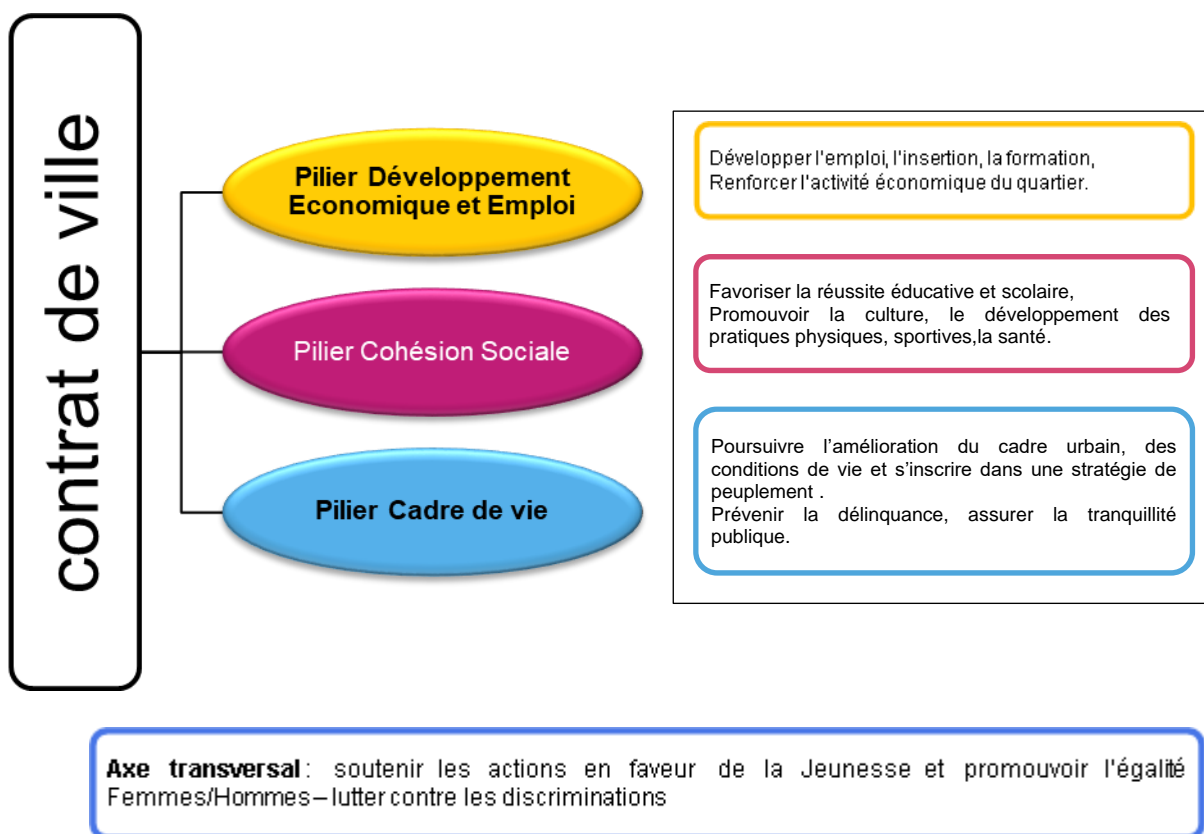 contrat de ville
Pilier Développement
Economique et Emploi
Développer l'emploi, l'insertion, la formation,
Renforcer l'activité économique du quartier.
Pilier Cohésion Sociale
Favoriser la réussite éducative et scolaire,
Promouvoir la culture, le développement des
pratiques physiques, sportives,la santé.
Pilier Cadre de vie
Poursuivre l’amélioration du cadre urbain, des
conditions de vie et s’inscrire dans une stratégie de
peuplement .
Prévenir la délinquance, assurer la tranquillité
publique.
Axe transversal : soutenir les actions en faveur de la Jeunesse et promouvoir l'égalité
Femmes/Hommes – lutter contre les discriminations